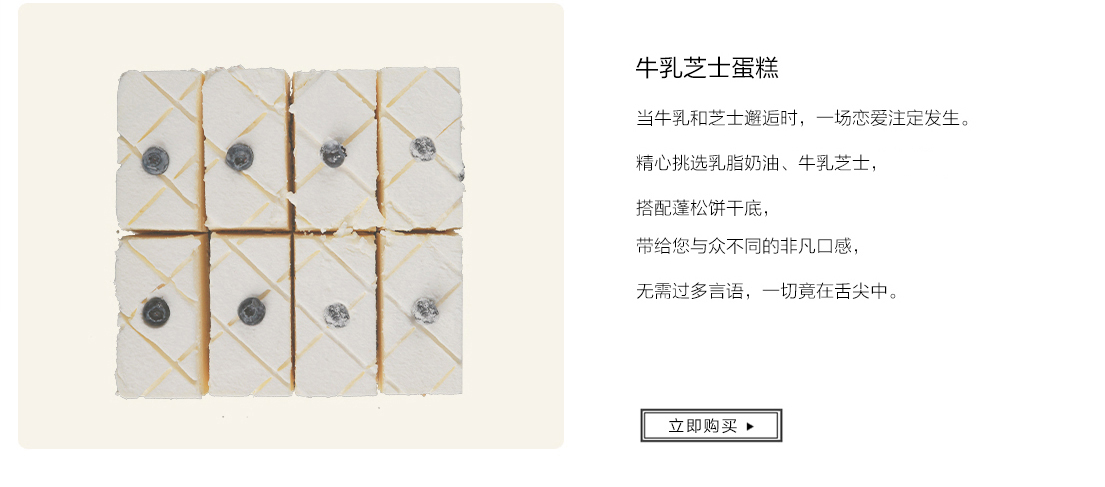 牛乳芝士蛋糕
当牛乳和芝士邂逅时，一场恋爱注定发生。
精心挑选乳脂奶油、牛乳芝士，
搭配蓬松饼干底，
带给您与众不同的非凡口感，
无需过多言语，一切竟在舌尖中。
立即购买